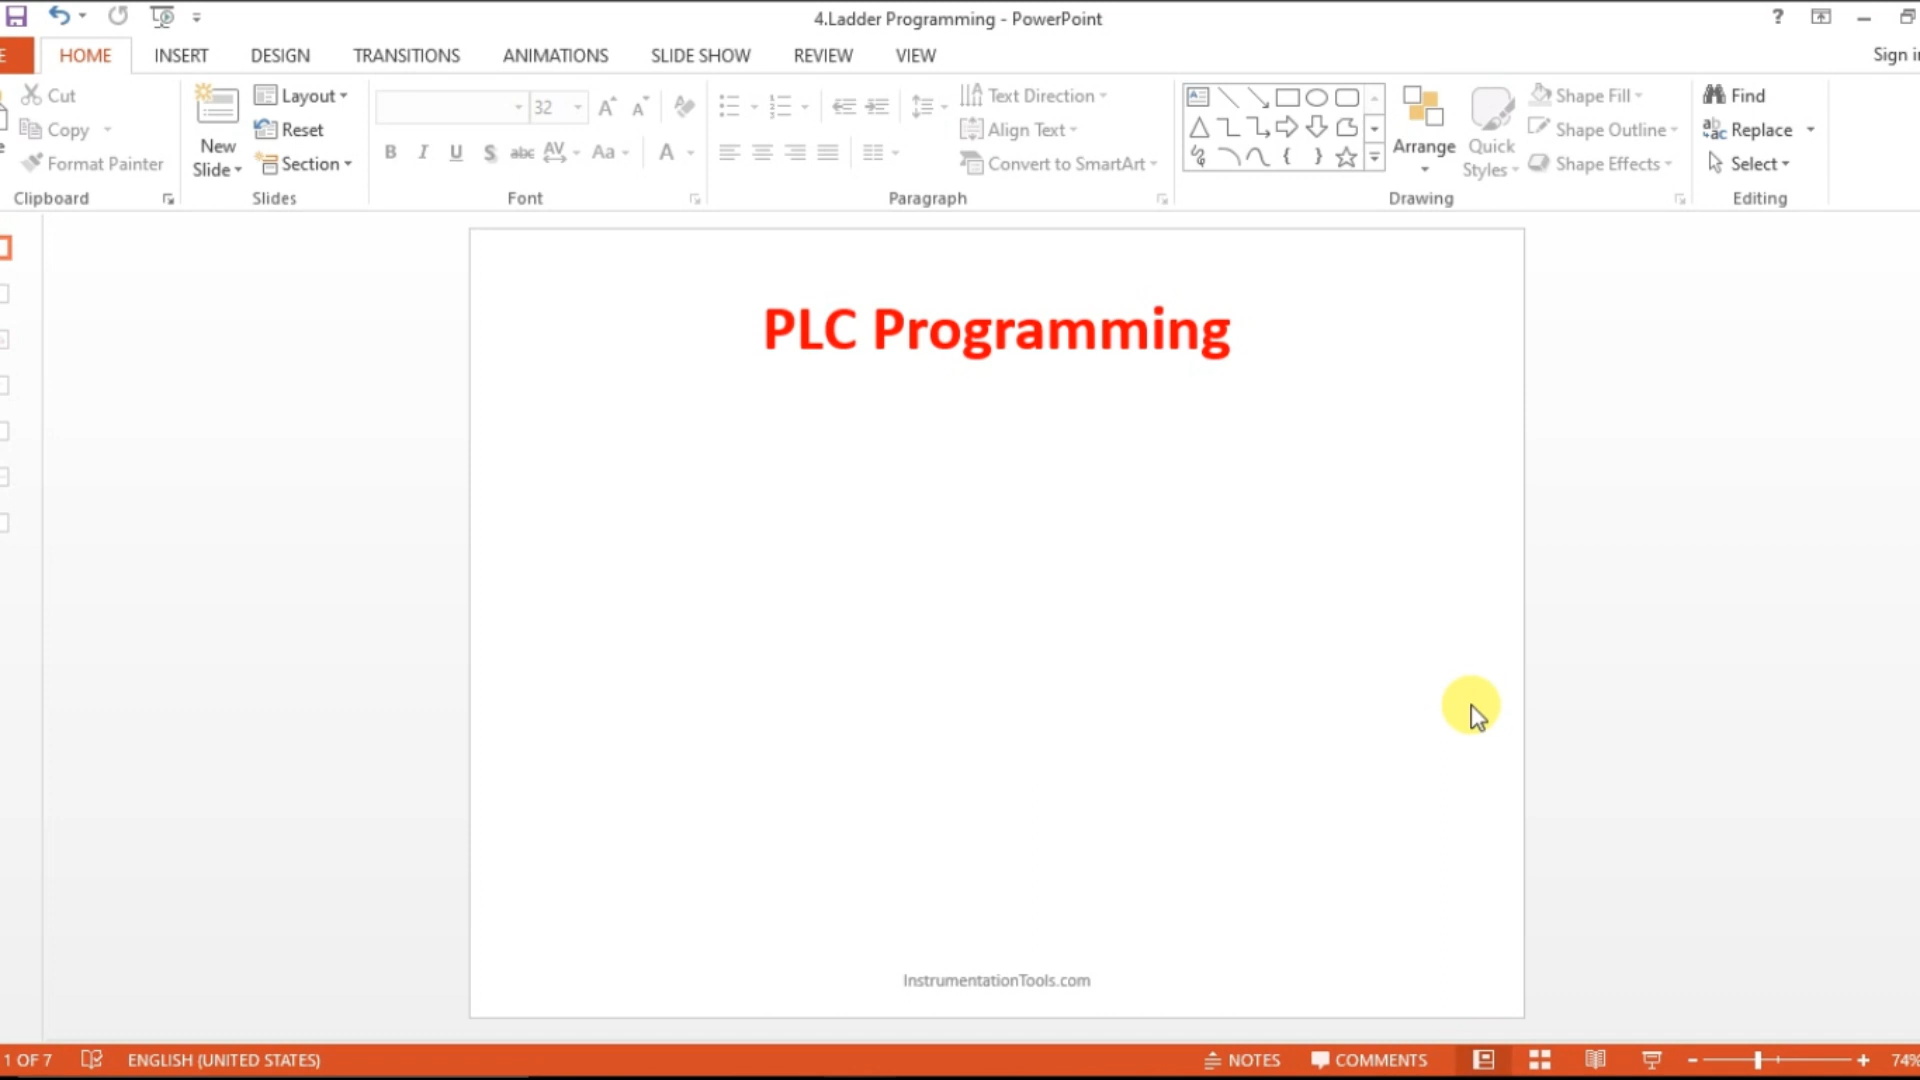 4.Ladder Programming - PowerPoint
?
HOME INSERT DESIGN TRANSITIONS ANIMATIONS SLIDE SHOW REVIEW VIEW
Cut
Copy
Format Painter
Clipboard
New
Slide
Layout
Reset
Section
Slides
32
B I U S abc AV Aa A
Font
Text Direction
Align Text
Convert to SmartArt
Paragraph
Arrange
Quick
Styles
Shape Fill
Shape Outline
Shape Effects
Drawing
Find
Replace
Select
Editing
PLC Programming
InstrumentationTools.com
1 OF 7 ENGLISH (UNITED STATES) NOTES COMMENTS 74%